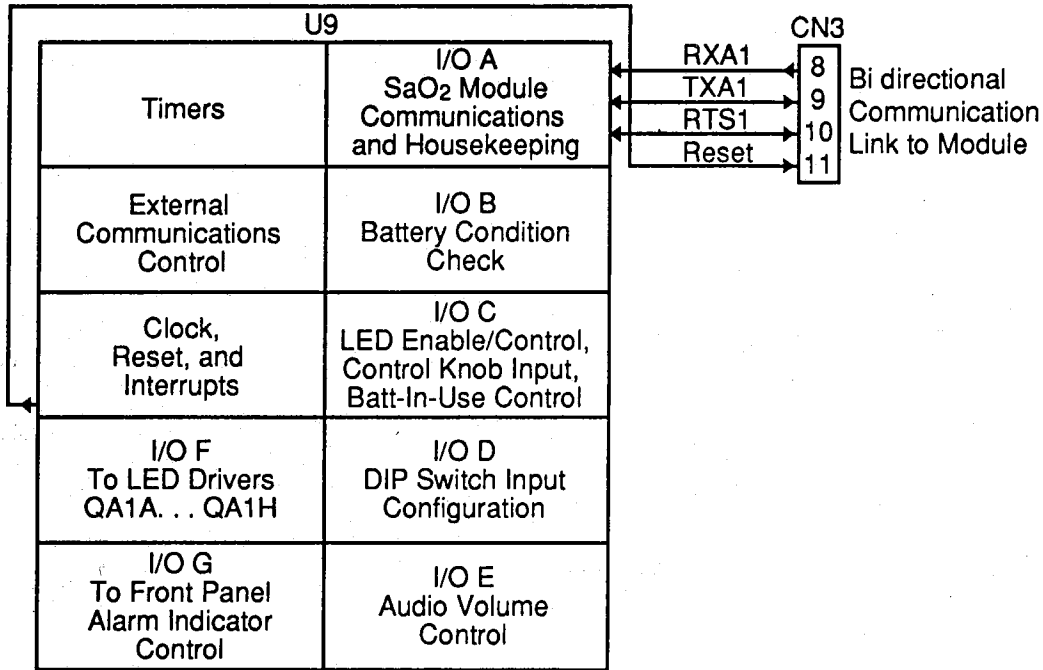 U9
CN3
Timers
I/O A
SaO2 Module
Communications
and Housekeeping
RXA1
8
TXA1
9
RTS1
10
Reset
11
Bi directional
Communication
Link to Module
External
Communications
Control
I/O B
Battery Condition
Check
Clock,
Reset, and
Interrupts
I/O C
LED Enable/Control,
Control Knob Input,
Batt-In-Use Control
I/O F
To LED Drivers
QA1A. . . QA1H
I/O D
DIP Switch Input
Configuration
I/O G
To Front Panel
Alarm Indicator
Control
I/O E
Audio Volume
Control